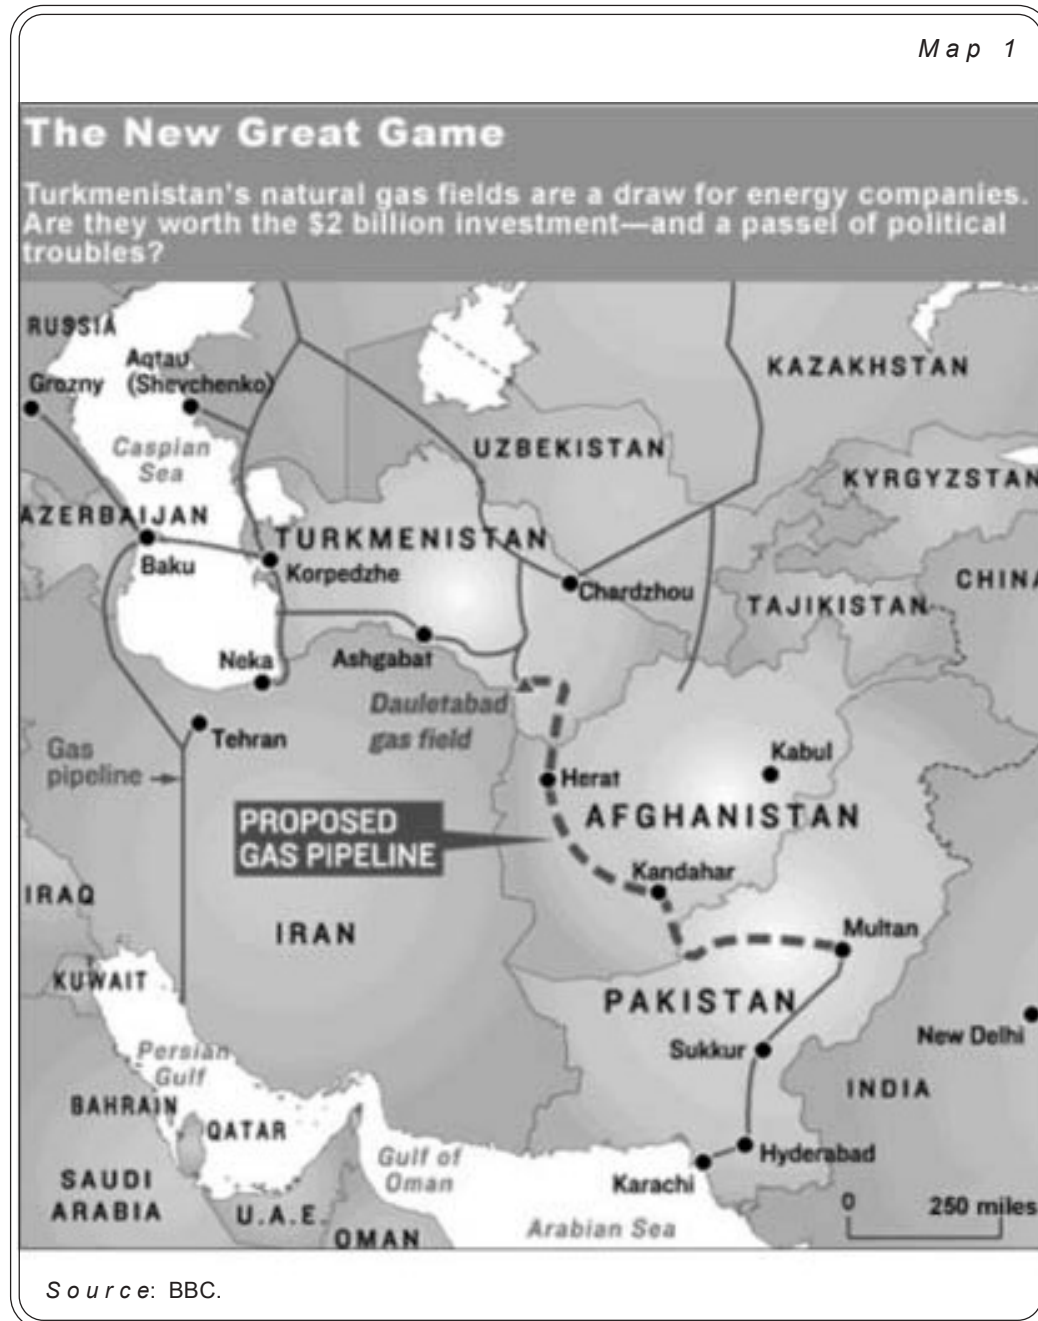 Map 1
The New Great Game
Turkmenistan's natural gas fields are a draw for energy companies.
Are they worth the $2 billion investment—and a passel of political
troubles?
RUSSIA
Aqtau
(Shevchenko)
Grozny
KAZAKHSTAN
Caspian
Sea
UZBEKISTAN
KYRGYZSTAN
AZERBAIJAN
TURKMENISTAN
Baku
Korpedzhe
Chardzhou
CHINA
TAJIKISTAN
Neka
Ashgabat
Dauletabad
gas field
Tehran
Gas
pipeline
Kabul
Herat
PROPOSED
GAS PIPELINE
AFGHANISTAN
Kandahar
IRAQ
IRAN
Multan
KUWAIT
PAKISTAN
New Delhi
Persian
Gulf
Sukkur
INDIA
BAHRAIN
QATAR
Gulf of
Oman
Hyderabad
SAUDI
ARABIA
Karachi
U.A.E.
OMAN
Arabian Sea
0 250 miles
Source: BBC.